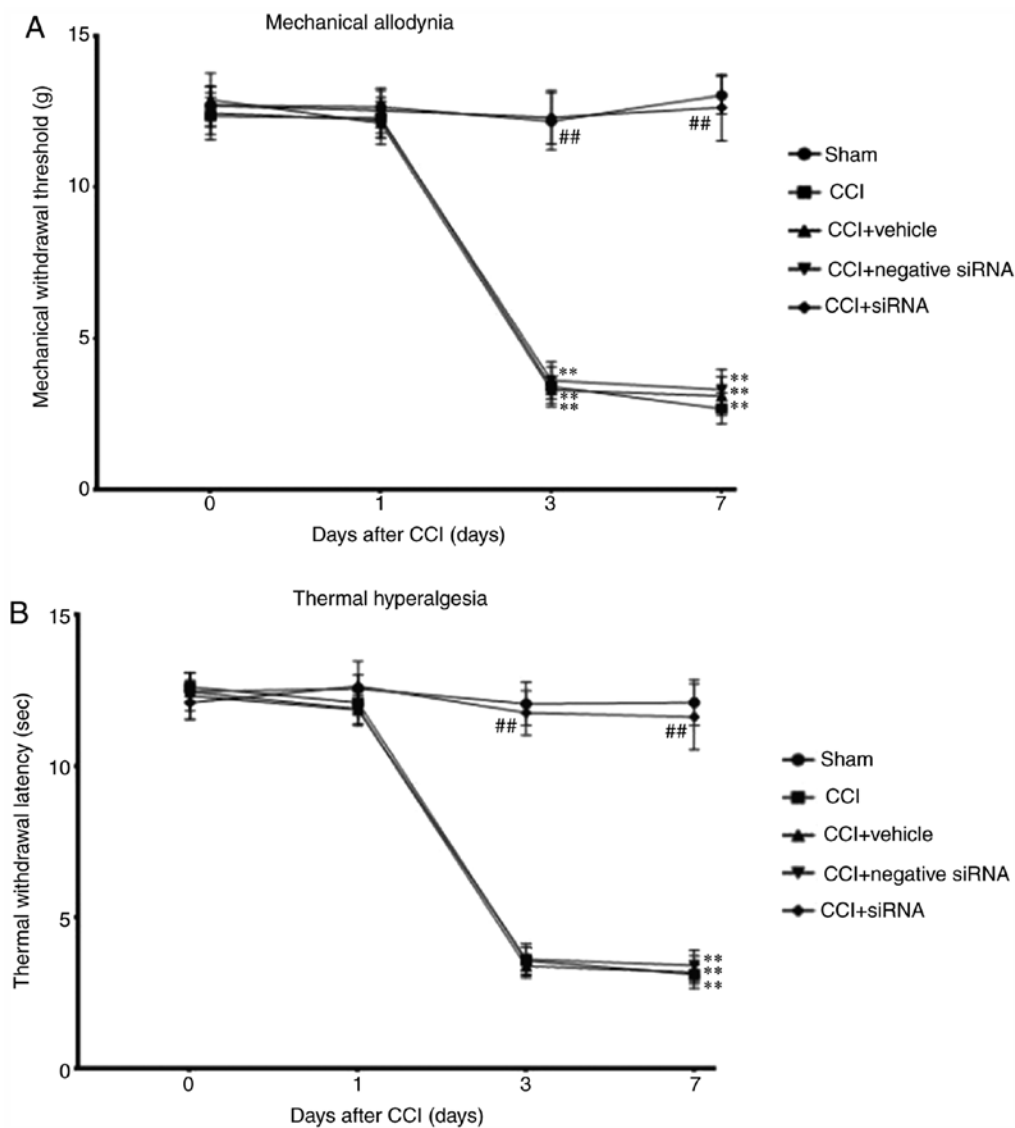 A
Mechanical allodynia
15
10
5
0
Mechanical withdrawal threshold (g)
##
##
**
**
**
**
**
**
0 1 3 7
Days after CCI (days)
Sham
CCI
CCI+vehicle
CCI+negative siRNA
CCI+siRNA
B
Thermal hyperalgesia
15
10
5
0
Thermal withdrawal latency (sec)
##
##
**
**
**
0 1 3 7
Days after CCI (days)
Sham
CCI
CCI+vehicle
CCI+negative siRNA
CCI+siRNA